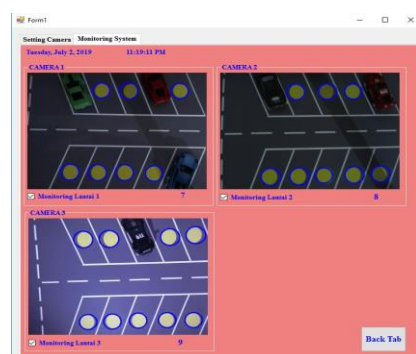 Form1
Setting Camera Monitoring System
Tuesday, July 2, 2019 11:19:11 PM
CAMERA 1
CAMERA 2
Monitoring Lantai 1 7
Monitoring Lantai 2 8
CAMERA 3
Monitoring Lantai 3 9
Back Tab